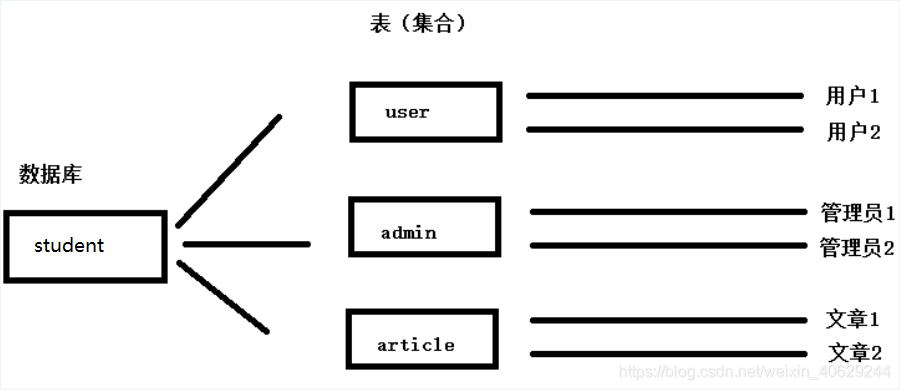 表（集合）
user
用户1
用户2
数据库
student
admin
管理员1
管理员2
article
文章1
文章2
https://blog.csdn.net/weixin_40629244